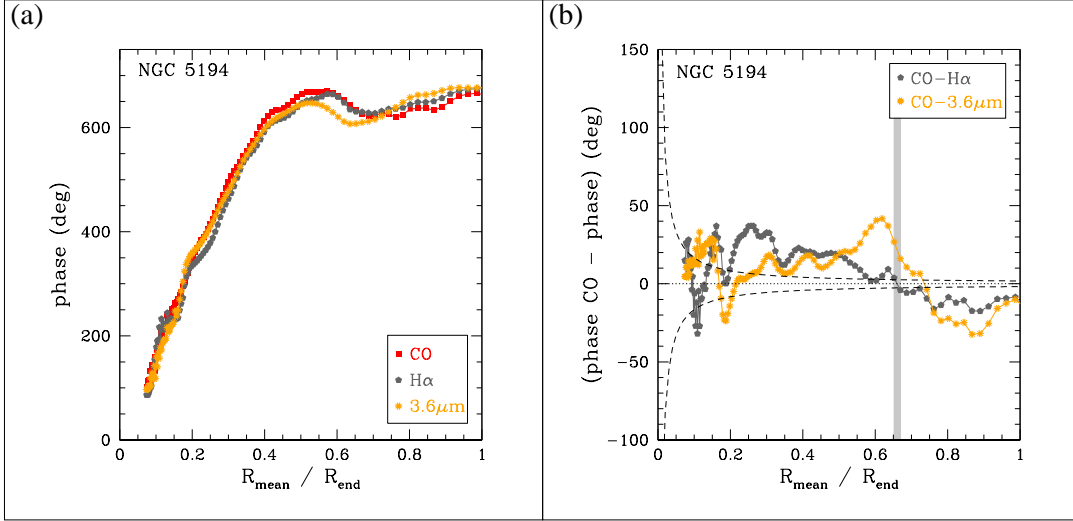 (a)
NGC 5194
phase (deg)
600
400
200
0
CO
Hα
3.6μm
0 0.2 0.4 0.6 0.8 1
R_mean / R_end
(b)
NGC 5194
CO−Hα
CO−3.6μm
(phase CO − phase) (deg)
150
100
50
0
−50
−100
0 0.2 0.4 0.6 0.8 1
R_mean / R_end